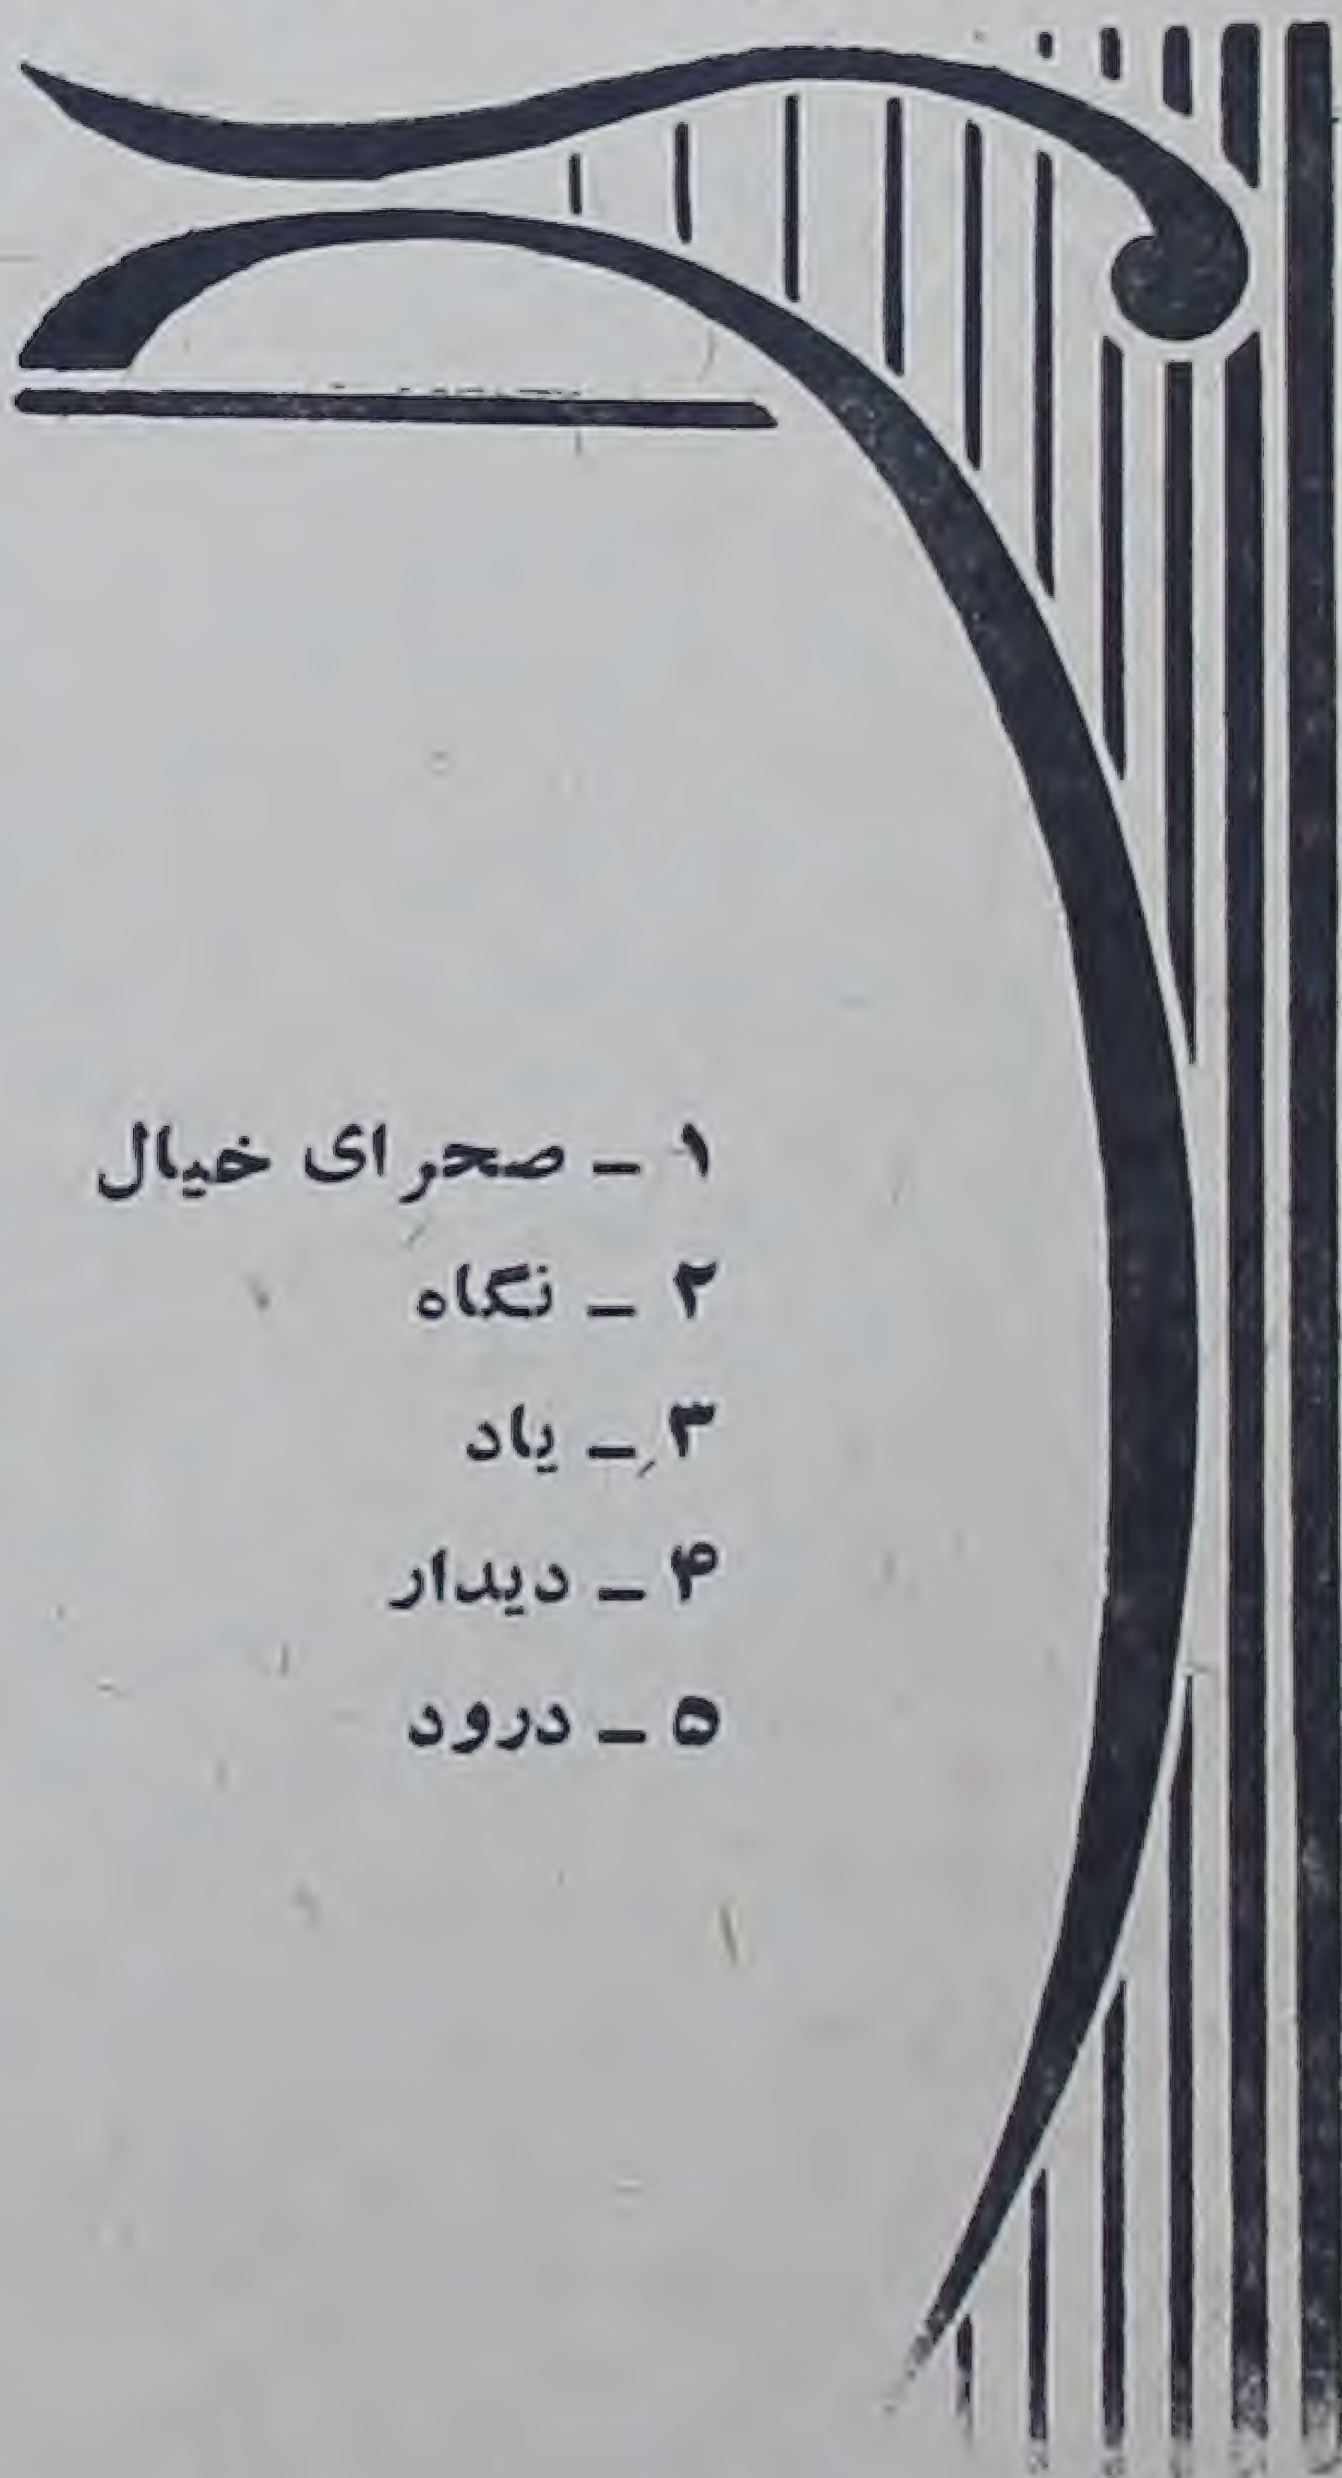 ۱ - صحرای خیال
۲ - نگاه
۳ - یاد
۴ - دیدار
۵ - درود